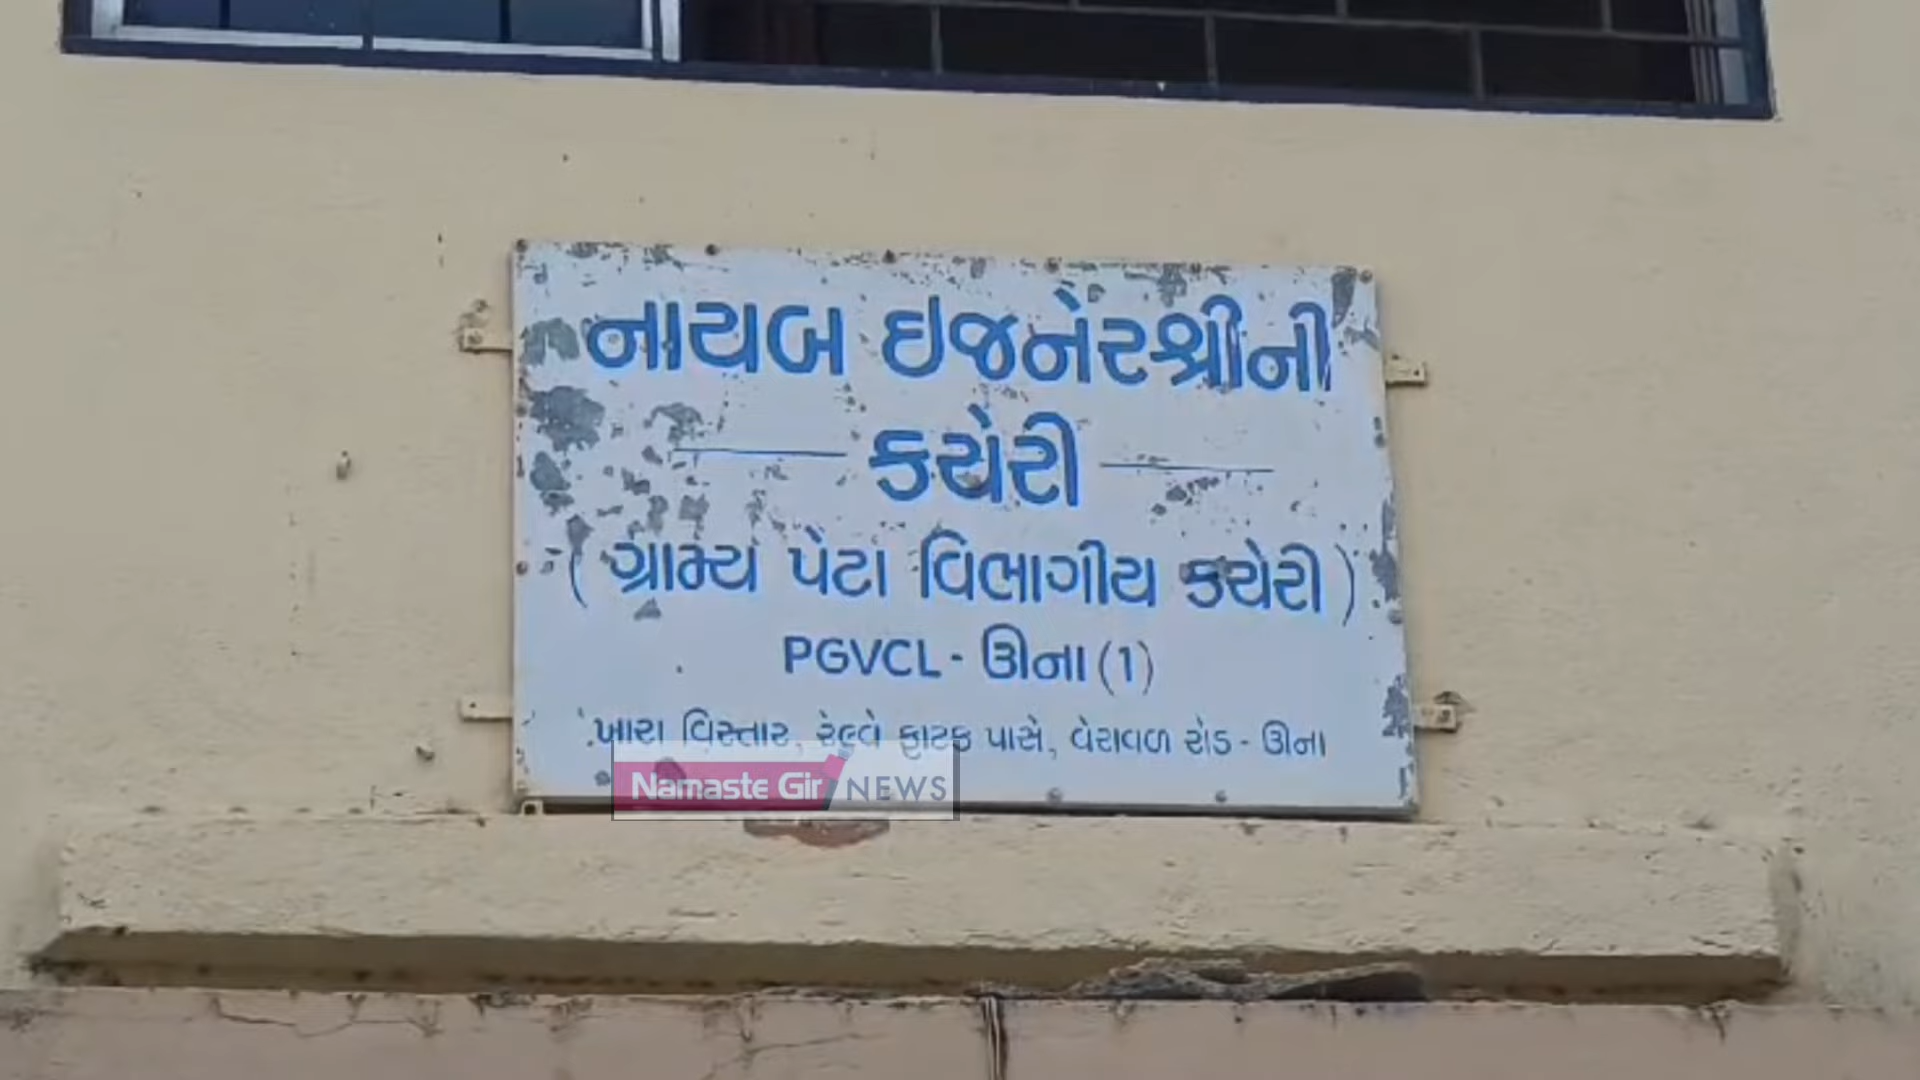 નાયબ ઇજનેરશ્રીની
કચેરી
( ગ્રામ્ય પેટા વિભાગીય કચેરી )
PGVCL - ઊના (1)
ખારા વિસ્તાર, રેલ્વે ફાટક પાસે, વેરાવળ રોડ - ઊના
Namaste Gir NEWS